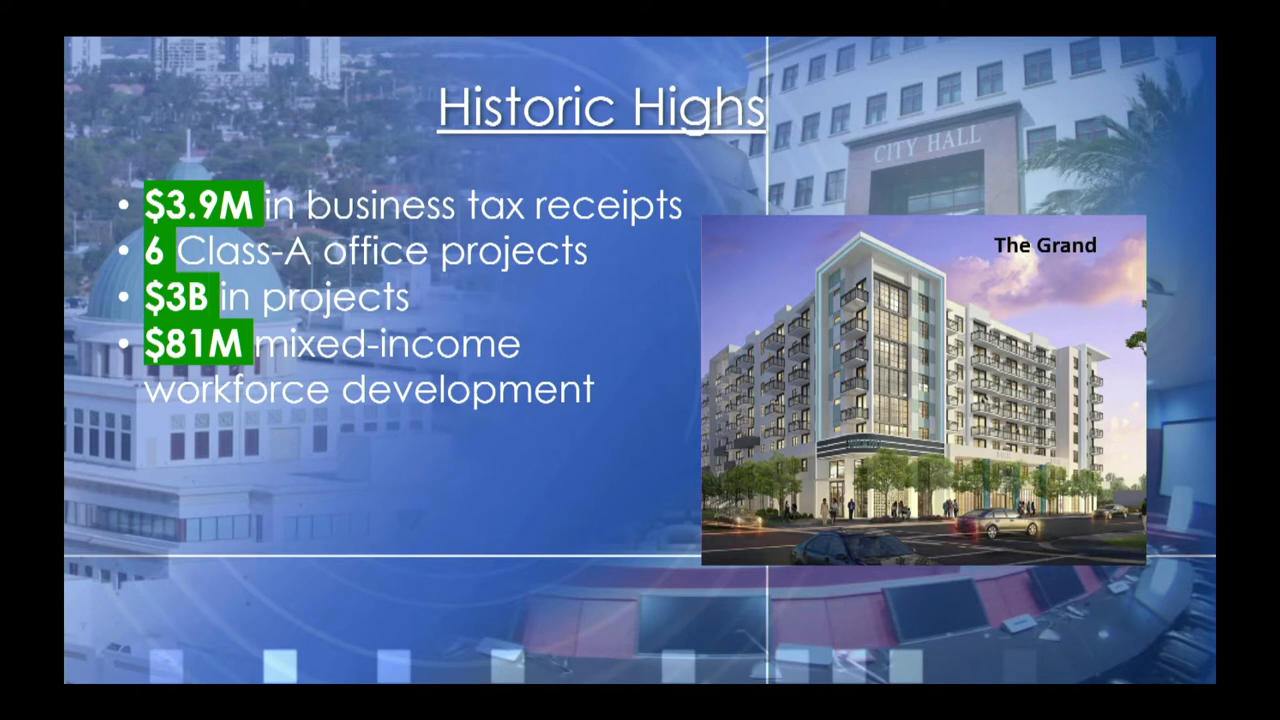 Historic Highs
CITY HALL
• $3.9M in business tax receipts
• 6 Class-A office projects
• $3B in projects
• $81M mixed-income
workforce development
The Grand